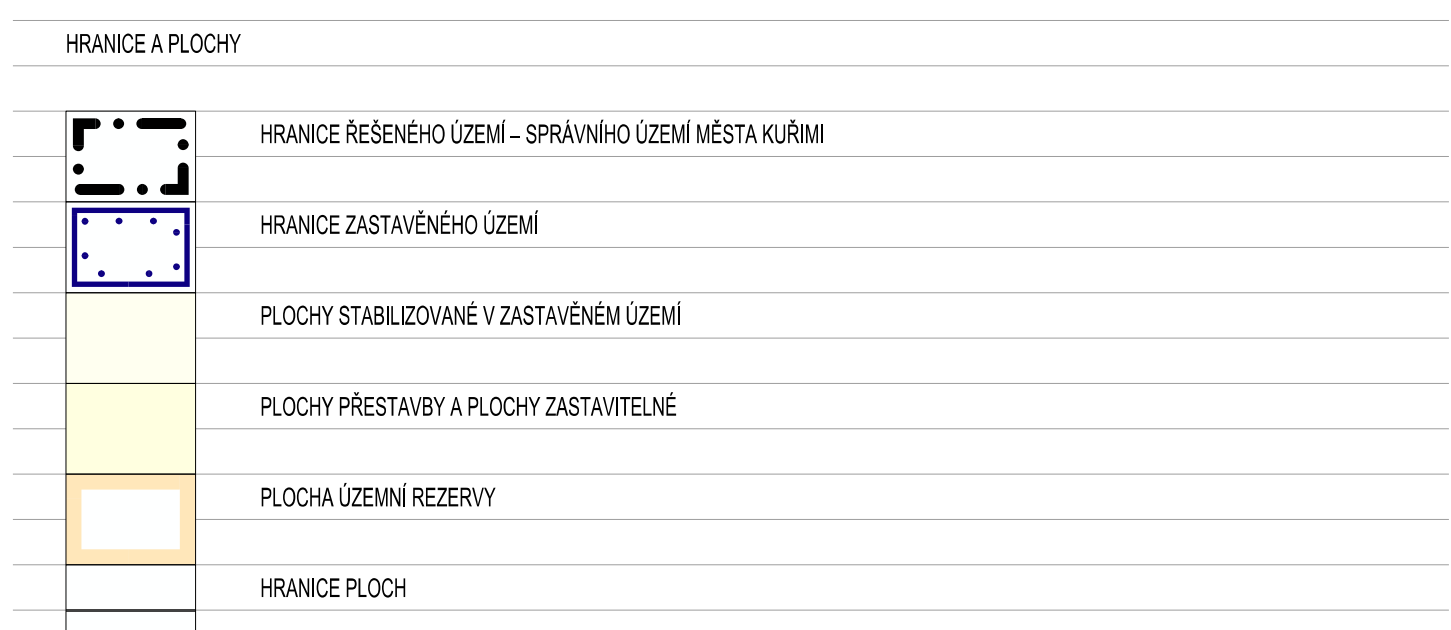 HRANICE A PLOCHY
HRANICE ŘEŠENÉHO ÚZEMÍ – SPRÁVNÍHO ÚZEMÍ MĚSTA KUŘIMI
HRANICE ZASTAVĚNÉHO ÚZEMÍ
PLOCHY STABILIZOVANÉ V ZASTAVĚNÉM ÚZEMÍ
PLOCHY PŘESTAVBY A PLOCHY ZASTAVITELNÉ
PLOCHA ÚZEMNÍ REZERVY
HRANICE PLOCH